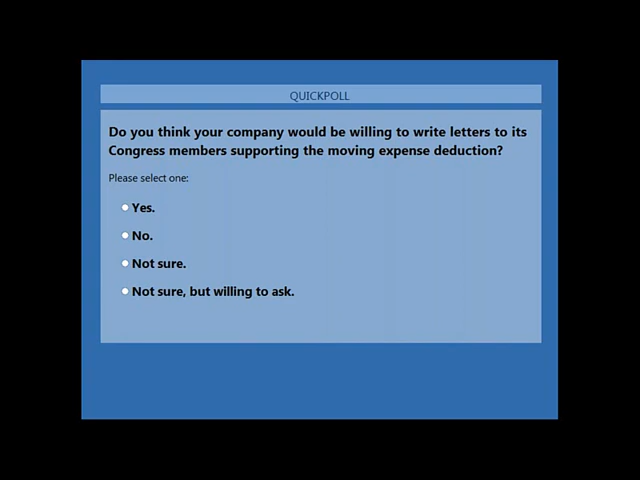 QUICKPOLL
Do you think your company would be willing to write letters to its
Congress members supporting the moving expense deduction?
Please select one:
Yes.
No.
Not sure.
Not sure, but willing to ask.